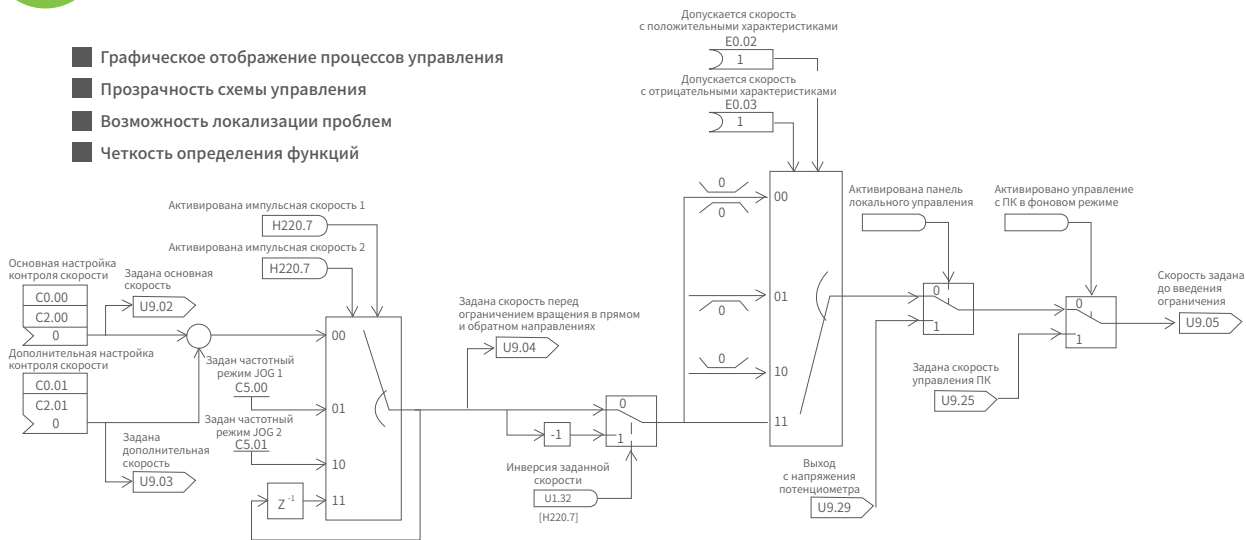 Графическое отображение процессов управления
Прозрачность схемы управления
Возможность локализации проблем
Четкость определения функций
Допускается скорость
с положительными характеристиками
E0.02
1
Допускается скорость
с отрицательными характеристиками
E0.03
1
Активирована импульсная скорость 1
H220.7
Активирована импульсная скорость 2
H220.7
Основная настройка
контроля скорости
C0.00
C2.00
0
Задана основная
скорость
U9.02
Дополнительная настройка
контроля скорости
C0.01
C2.01
0
Задана
дополнительная
скорость
U9.03
Задан частотный
режим JOG 1
C5.00
Задан частотный
режим JOG 2
C5.01
Z⁻¹
00
01
10
11
Задана скорость перед
ограничением вращения в прямом
и обратном направлениях
U9.04
-1
0
1
Инверсия заданной
скорости
U1.32
[H220.7]
0
0
0
0
00
01
10
11
Активирована панель
локального управления
0
1
Выход
с напряжения
потенциометра
U9.29
Активировано управление
с ПК в фоновом режиме
0
1
Задана скорость
управления ПК
U9.25
Скорость задана
до введения
ограничения
U9.05